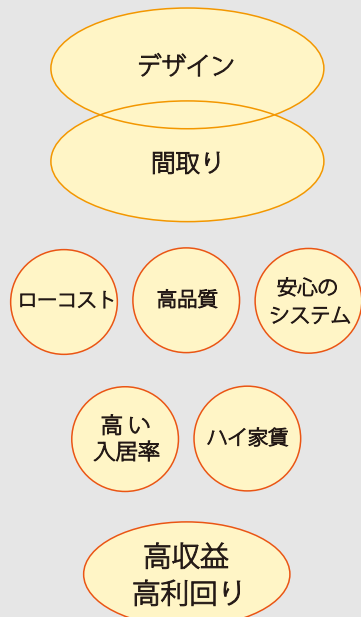 デザイン
間取り
ローコスト
高品質
安心の
システム
高い
入居率
ハイ家賃
高収益
高利回り